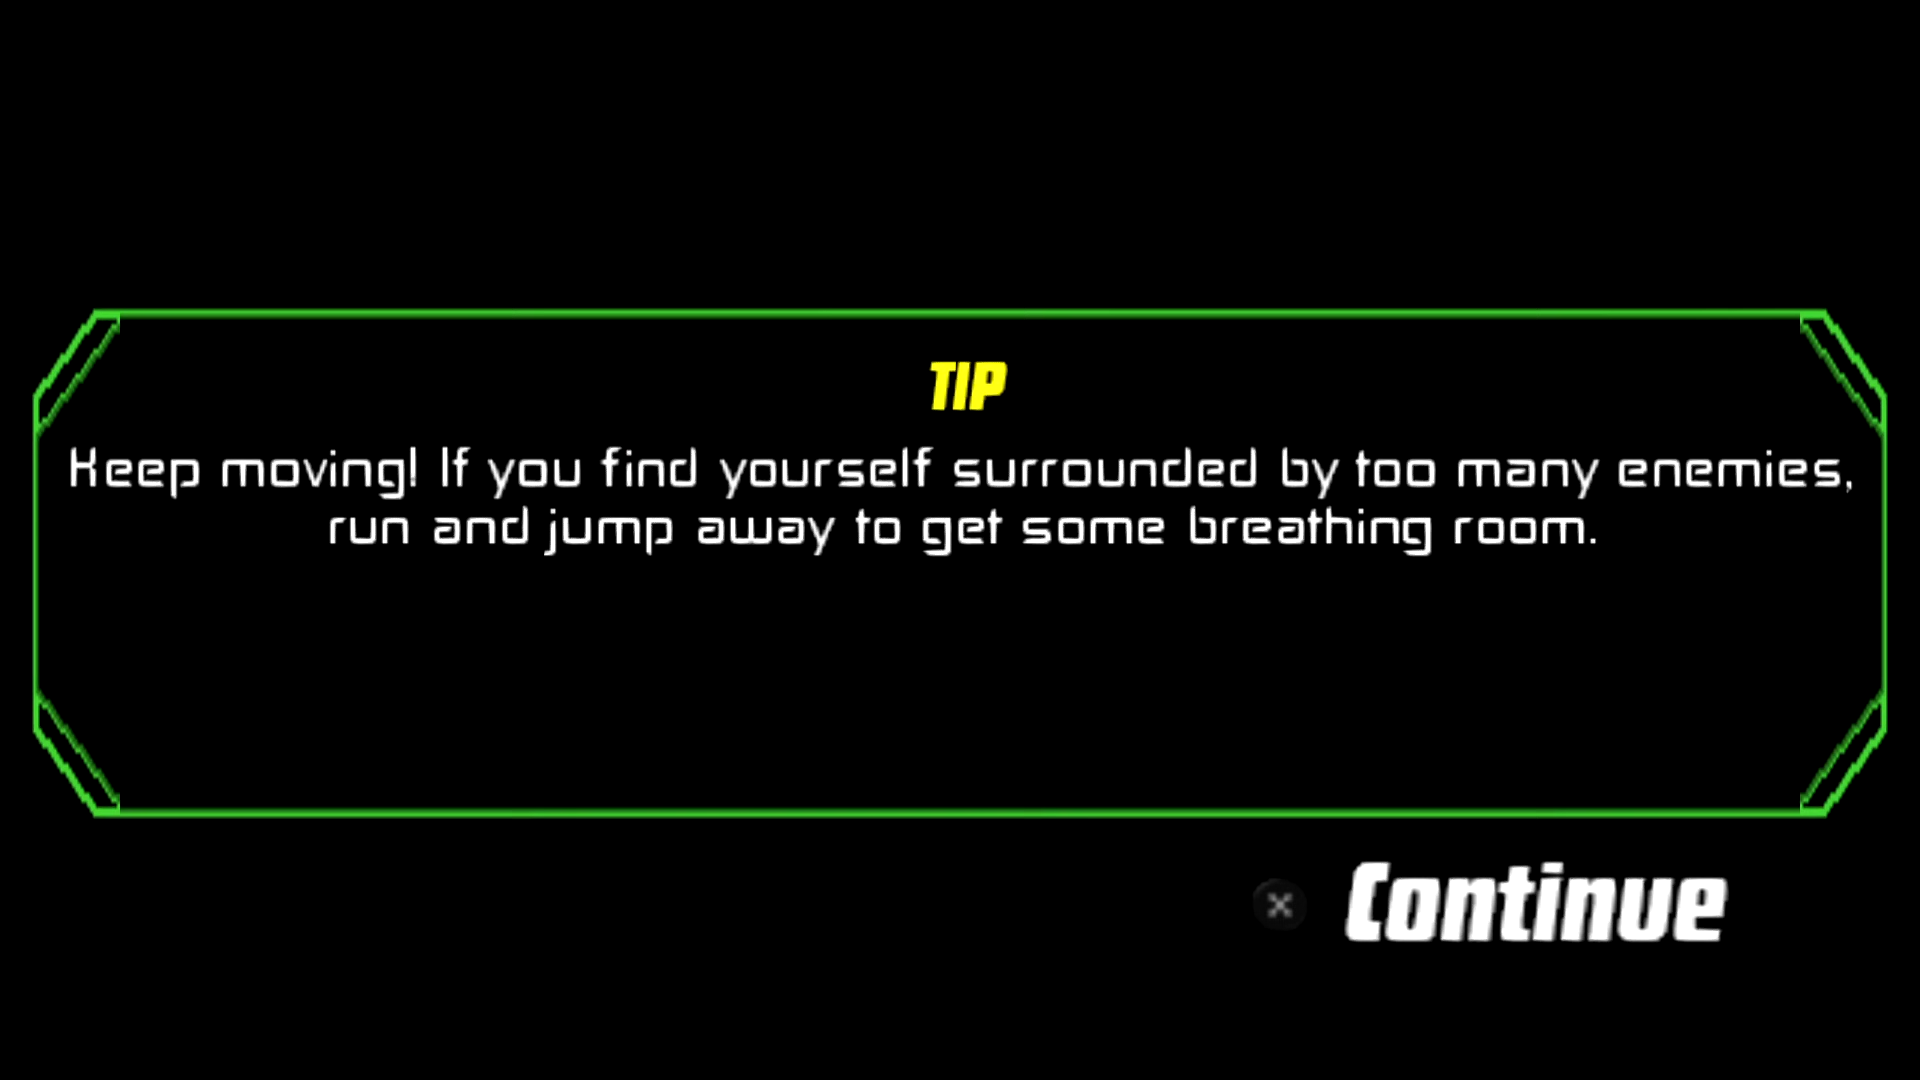 TIP
Keep moving! If you find yourself surrounded by too many enemies,
run and jump away to get some breathing room.
Continue